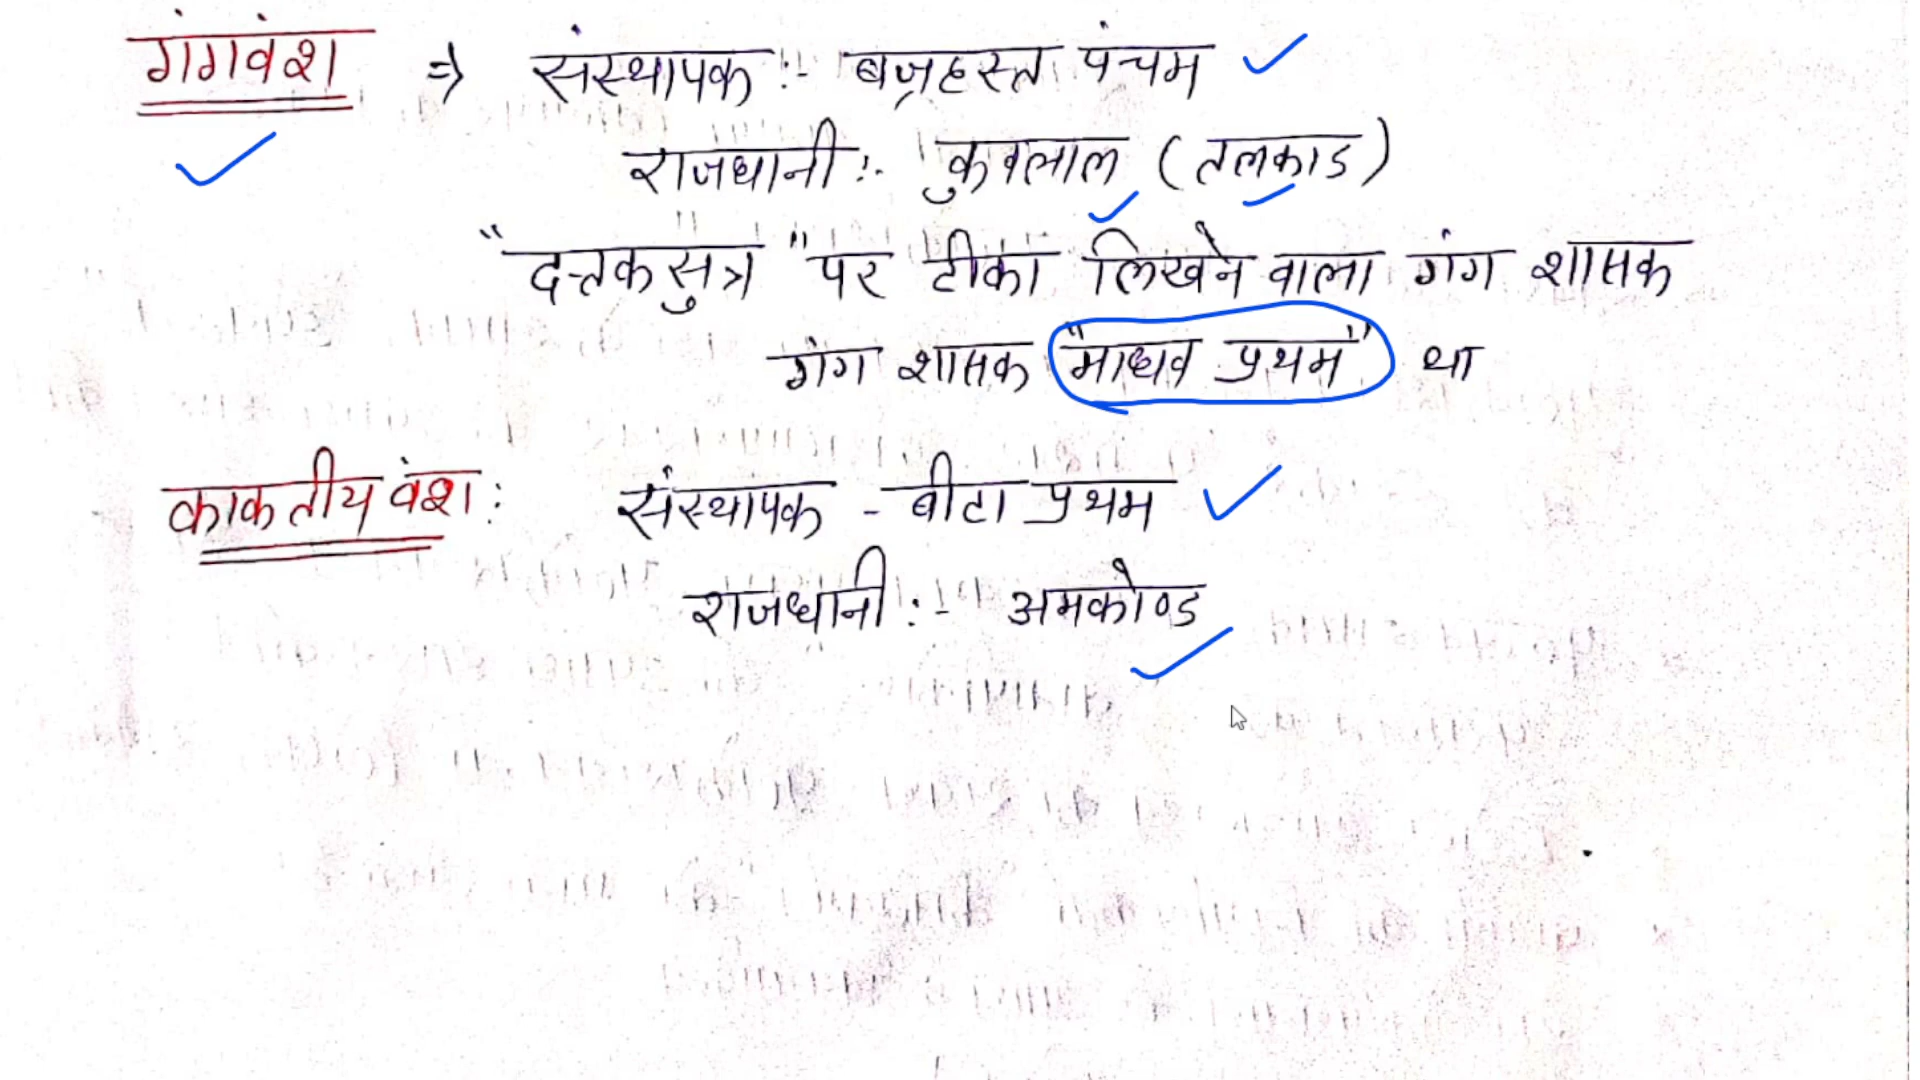 गंगवंश => संस्थापक :- बज्रहस्त पंचम
राजधानी :- कुवलाल (तलकाड)
"दत्तकसुत्र" पर टीका लिखने वाला गंग शासक
गंग शासक "माधव प्रथम" था
काकतीय वंश : संस्थापक - बीटा प्रथम
राजधानी :- अमकोण्ड